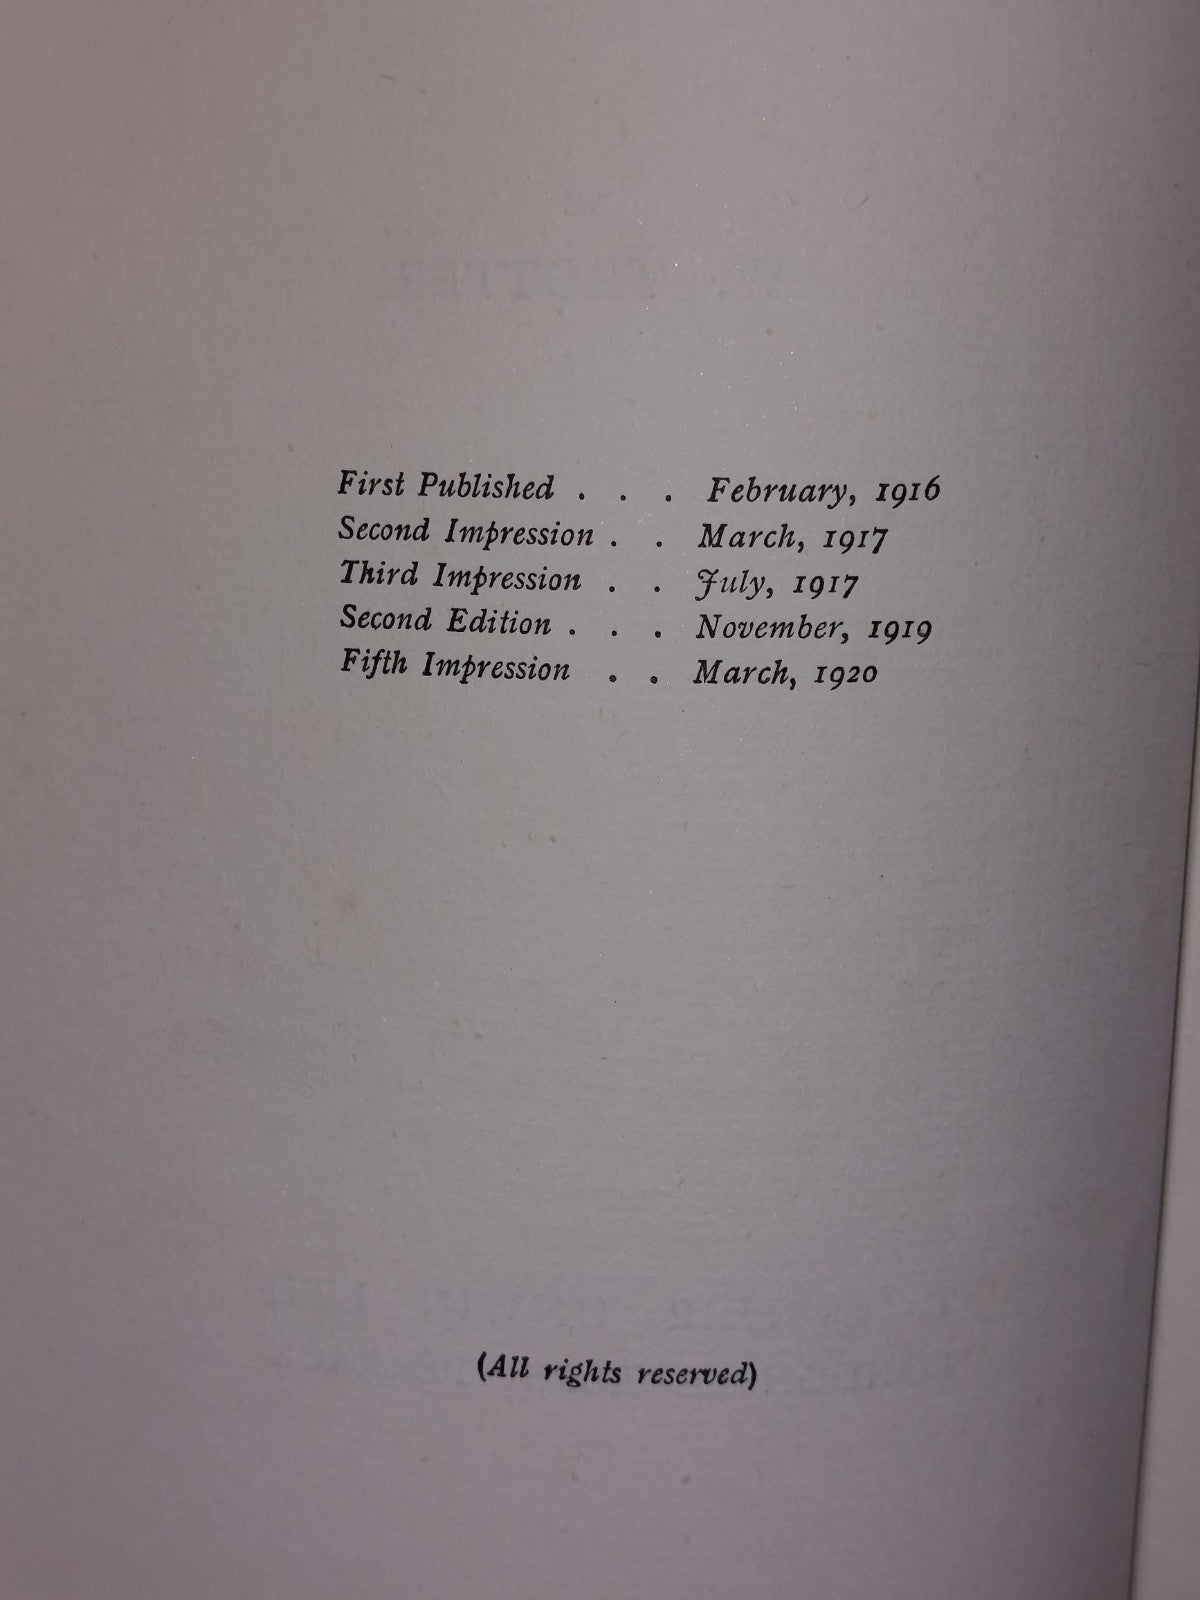 First Published . . . February, 1916
Second Impression . . March, 1917
Third Impression . . July, 1917
Second Edition . . . November, 1919
Fifth Impression . . March, 1920
(All rights reserved)